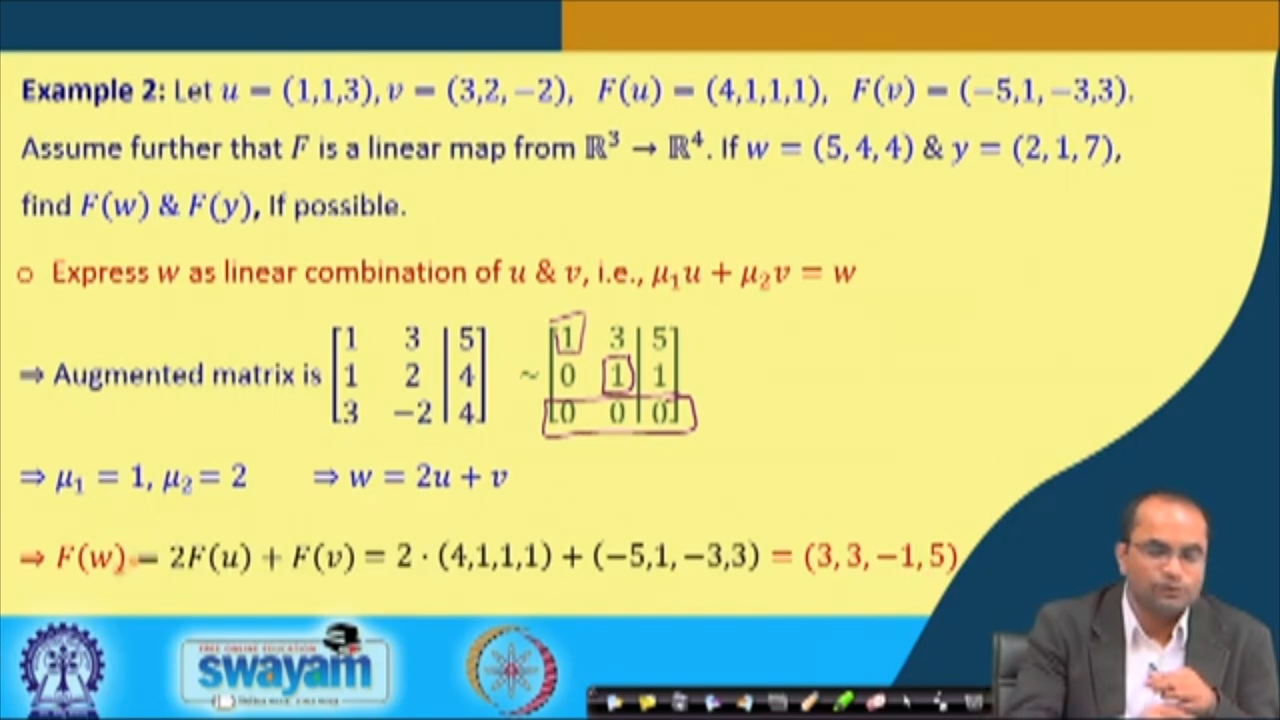 Example 2: Let u = (1,1,3), v = (3,2,−2), F(u) = (4,1,1,1), F(v) = (−5,1,−3,3).
Assume further that F is a linear map from ℝ³ → ℝ⁴. If w = (5,4,4) & y = (2,1,7),
find F(w) & F(y), If possible.
○ Express w as linear combination of u & v, i.e., μ₁u + μ₂v = w
⇒ Augmented matrix is [1 3 | 5; 1 2 | 4; 3 −2 | 4] ~ [1 3 | 5; 0 1 | 1; 0 0 | 0]
⇒ μ₁ = 1, μ₂ = 2 ⇒ w = 2u + v
⇒ F(w) = 2F(u) + F(v) = 2 · (4,1,1,1) + (−5,1,−3,3) = (3,3,−1,5)
FREE ONLINE EDUCATION
swayam